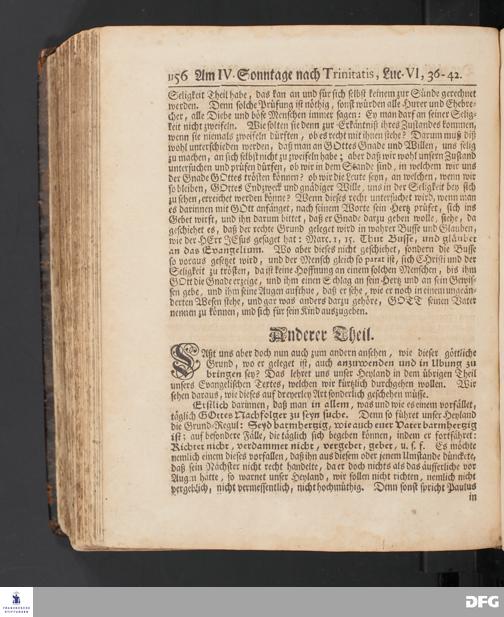 1156 Am IV. Sonntage nach Trinitatis, Luc. VI, 36-42.
Seligkeit Theil habe, das kan an und für sich selbst keinem zur Sünde gerechnet
werden. Denn solche Prüfung ist nöthig, sonst würden alle Hurer und Ehebre-
cher, alle Diebe und böse Menschen immer sagen: Ey man darf an seiner Selig-
keit nicht zweifeln. Wie solten sie denn zur Erkäntniß ihres Zustandes kommen,
wenn sie niemals zweifeln dürften, ob es recht mit ihnen stehe? Darum muß diß
wohl unterschieden werden, daß man an GOttes Gnade und Willen, uns selig
zu machen, an sich selbst nicht zu zweifeln habe; aber daß wir wohl unsern Zustand
untersuchen und prüfen dürfen, ob wir in dem Stande sind, in welchem wir uns
der Gnade GOttes trösten können? ob wir die Leute seyn, an welchen, wenn wir
so bleiben, GOttes Endzweck und gnädiger Wille, uns in der Seligkeit bey sich
zu sehen, erreichet werden könne? Wenn dieses recht untersuchet wird, wenn man
es darinnen mit GOtt anfänget, nach seinem Worte sein Hertz prüfet, sich ins
Gebet wirft, und ihn darum bittet, daß er Gnade darzu geben wolle, siehe, da
geschiehet es, daß der rechte Grund geleget wird in wahrer Busse und Glauben,
wie der HErr JEsus gesaget hat: Marc. 1, 15. Thut Busse, und gläubet
an das Evangelium. Wo aber dieses nicht geschiehet, sondern die Busse
so voraus gesetzet wird, und der Mensch gleich so parat ist, sich Christi und der
Seligkeit zu trösten, da ist keine Hoffnung an einem solchen Menschen, bis ihm
GOtt die Gnade erzeige, und ihm einen Schlag an sein Hertz und an sein Gewis-
sen gebe, und ihm seine Augen aufthue, daß er sehe, wie er noch in einem ungeän-
derten Wesen stehe, und gar was anders darzu gehöre, GOTT seinen Vater
nennen zu können, und sich für sein Kind auszugeben.
Anderer Theil.
LAßt uns aber doch nun auch zum andern ansehen, wie dieser göttliche
Grund, wo er geleget ist, auch anzuwenden und in Ubung zu
bringen sey? Das lehret uns unser Heyland in dem übrigen Theil
unsers Evangelischen Textes, welchen wir kürtzlich durchgehen wollen. Wir
sehen daraus, wie dieses auf dreyerley Art sonderlich geschehen müsse.
Erstlich darinnen, daß man in allem, was und wie es einem vorfället,
täglich GOttes Nachfolger zu seyn suche. Denn so führet unser Heyland
die Grund-Regul: Seyd barmhertzig, wie auch euer Vater barmhertzig
ist; auf besondere Fälle, die täglich sich begeben können, indem er fortfähret:
Richtet nicht, verdammet nicht, vergebet, gebet, u. s. f. Es möchte
nemlich einem dieses vorfallen, daß ihn aus diesem oder jenem Umstande dünckete,
daß sein Nächster nicht recht handelte, da er doch nichts als das äusserliche vor
Augen hätte, so warnet unser Heyland, wir sollen nicht richten, nemlich nicht
vergeblich, nicht vermessentlich, nicht hochmüthig. Denn sonst spricht Paulus
in
FRANCKESCHE
STIFTUNGEN
DFG